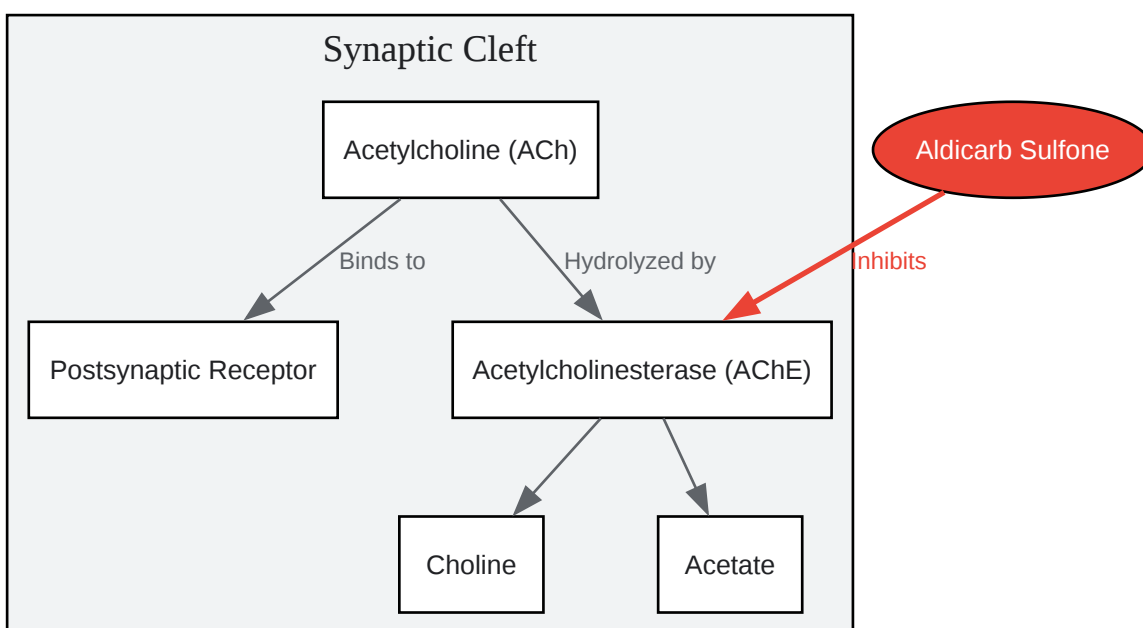 Synaptic Cleft
Acetylcholine (ACh)
Aldicarb Sulfone
Binds to
Hydrolyzed by
Inhibits
Postsynaptic Receptor
Acetylcholinesterase (AChE)
Choline
Acetate